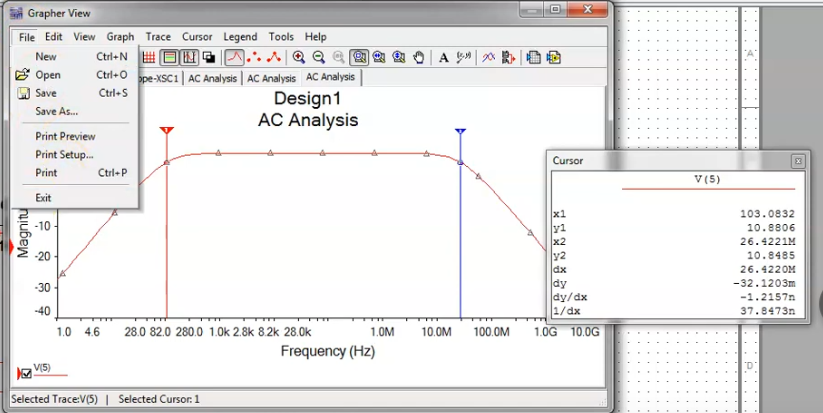 Grapher View
File Edit View Graph Trace Cursor Legend Tools Help
New Ctrl+N
Open Ctrl+O
Save Ctrl+S
Save As...
Print Preview
Print Setup...
Print Ctrl+P
Exit
ope-XSC1 AC Analysis AC Analysis AC Analysis
Design1
AC Analysis
Magnitu
-10
-20
-30
-40
1.0 4.6 28.0 82.0 280.0 1.0k 2.8k 8.2k 28.0k 1.0M 10.0M 100.0M 1.0G 10.0G
Frequency (Hz)
V(5)
Selected Trace:V(5) | Selected Cursor: 1
Cursor
V(5)
x1 103.0832
y1 10.8806
x2 26.4221M
y2 10.8485
dx 26.4220M
dy -32.1203m
dy/dx -1.2157n
1/dx 37.8473n
A
D